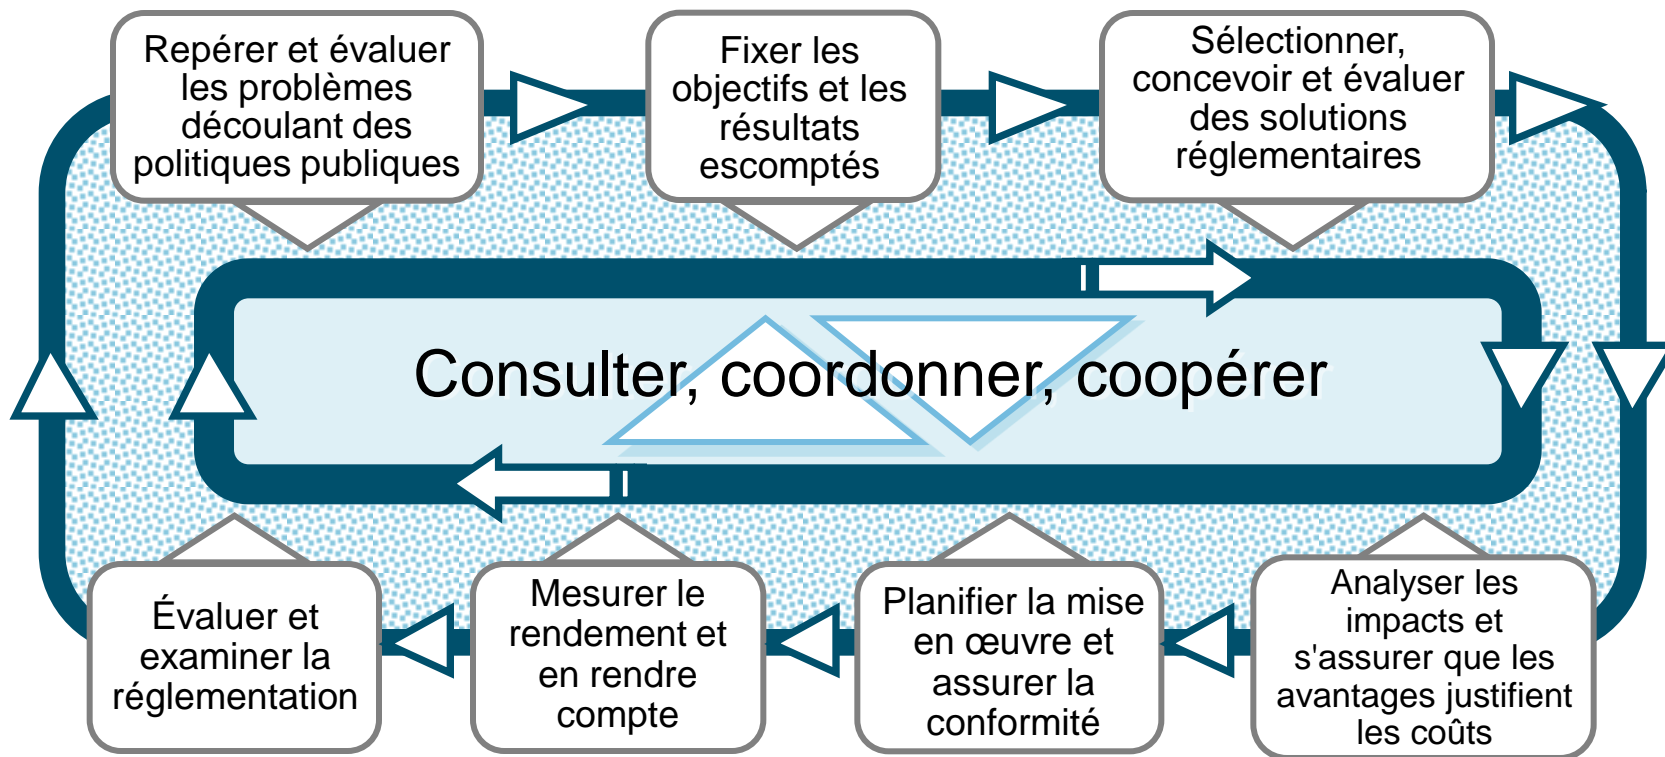 Repérer et évaluer
les problèmes
découlant des
politiques publiques
Fixer les
objectifs et les
résultats
escomptés
Sélectionner,
concevoir et évaluer
des solutions
réglementaires
Consulter, coordonner, coopérer
Évaluer et
examiner la
réglementation
Mesurer le
rendement et
en rendre
compte
Planifier la mise
en œuvre et
assurer la
conformité
Analyser les
impacts et
s'assurer que les
avantages justifient
les coûts